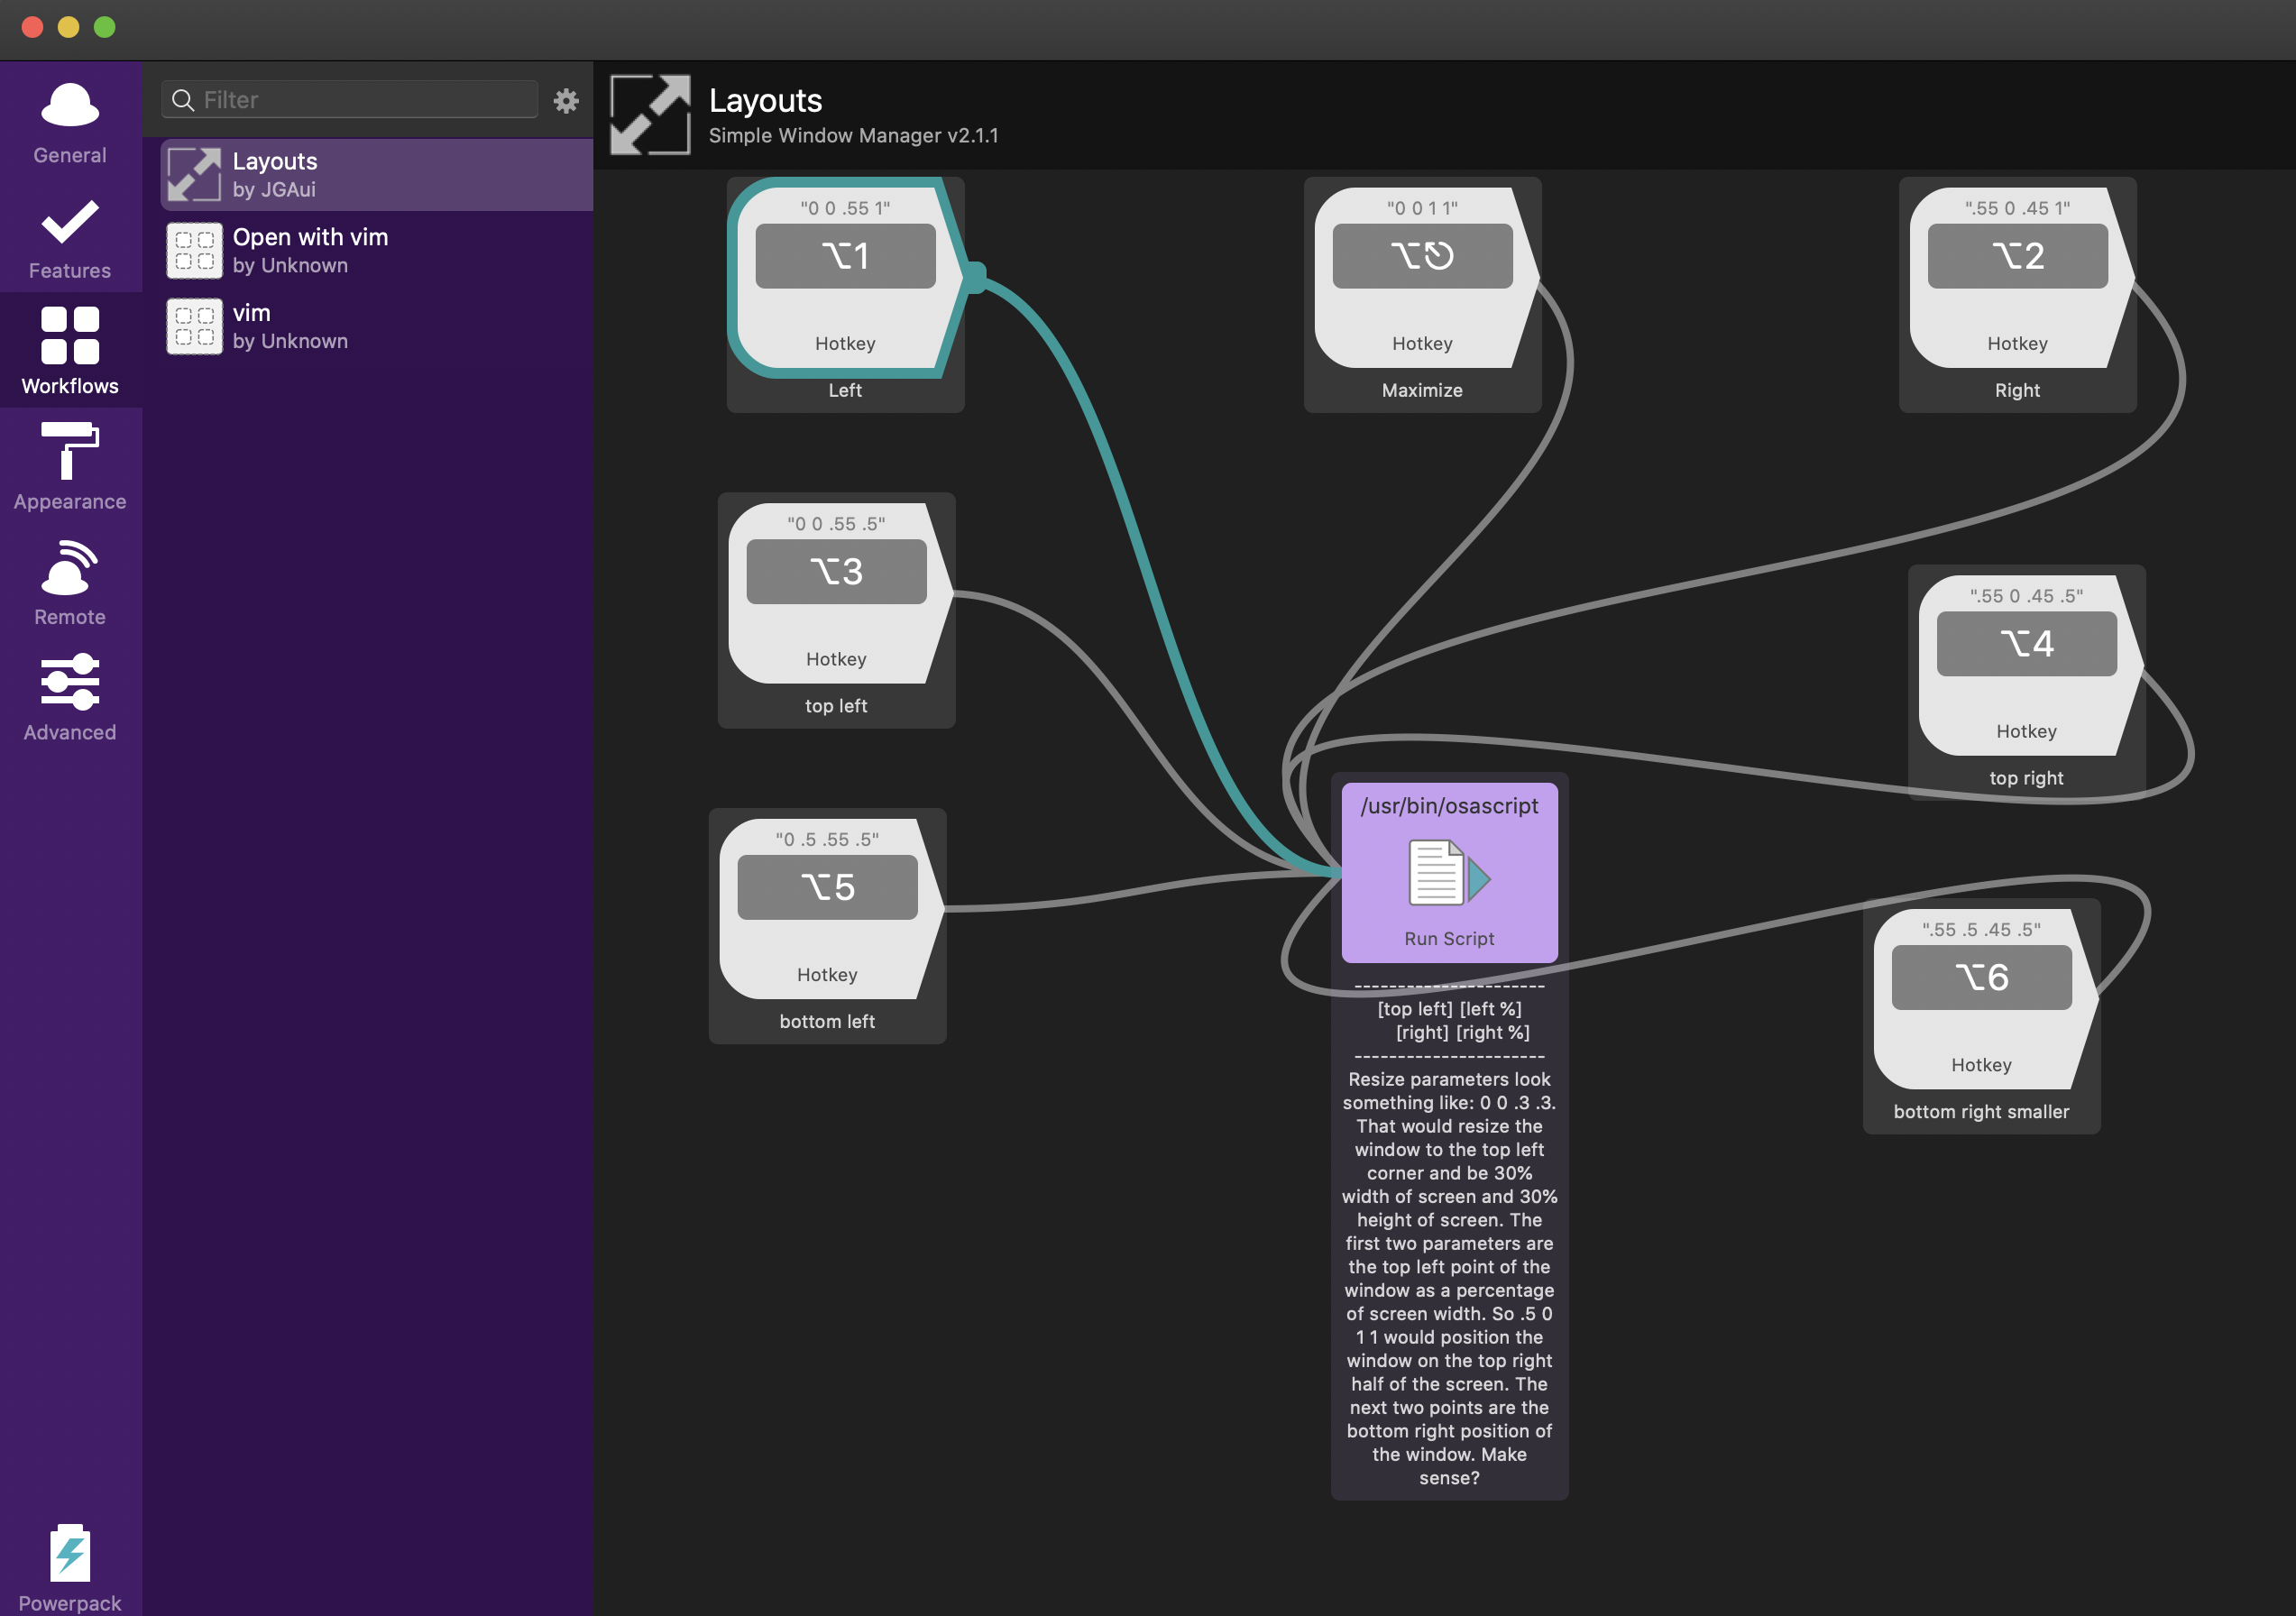 General
Features
Workflows
Appearance
Remote
Advanced
Powerpack
Filter
Layouts
by JGAui
Open with vim
by Unknown
vim
by Unknown
Layouts
Simple Window Manager v2.1.1
"0 0 .55 1"
⌥1
Hotkey
Left
"0 0 1 1"
⌥⎋
Hotkey
Maximize
".55 0 .45 1"
⌥2
Hotkey
Right
"0 0 .55 .5"
⌥3
Hotkey
top left
".55 0 .45 .5"
⌥4
Hotkey
top right
"0 .5 .55 .5"
⌥5
Hotkey
bottom left
/usr/bin/osascript
Run Script
----------------------
[top left] [left %]
[right] [right %]
----------------------
Resize parameters look
something like: 0 0 .3 .3.
That would resize the
window to the top left
corner and be 30%
width of screen and 30%
height of screen. The
first two parameters are
the top left point of the
window as a percentage
of screen width. So .5 0
1 1 would position the
window on the top right
half of the screen. The
next two points are the
bottom right position of
the window. Make
sense?
".55 .5 .45 .5"
⌥6
Hotkey
bottom right smaller